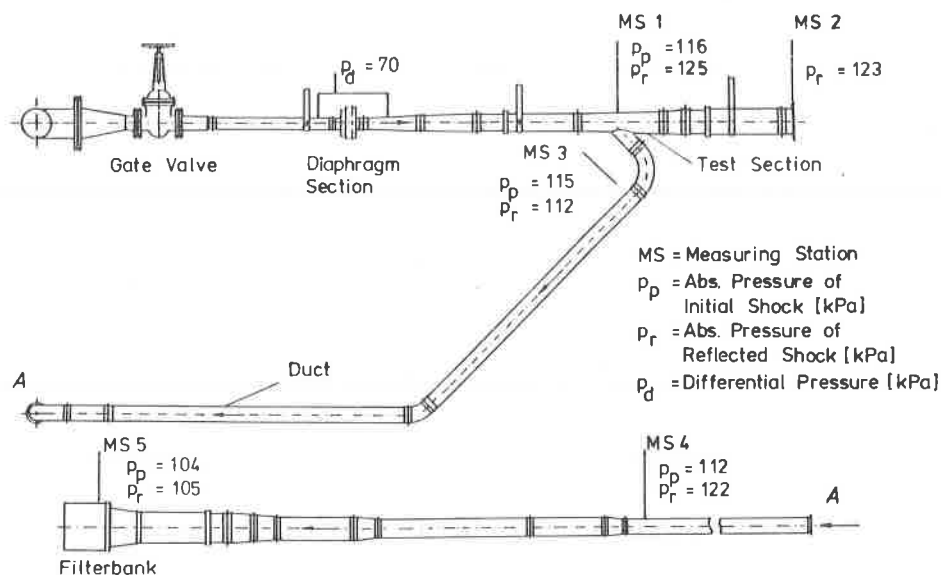 MS 1
p_p = 116
p_r = 125
MS 2
p_r = 123
p_d = 70
Gate Valve
Diaphragm
Section
MS 3
p_p = 115
p_r = 112
Test Section
MS = Measuring Station
p_p = Abs. Pressure of
Initial Shock [kPa]
p_r = Abs. Pressure of
Reflected Shock [kPa]
p_d = Differential Pressure [kPa]
Duct
A
MS 5
p_p = 104
p_r = 105
MS 4
p_p = 112
p_r = 122
A
Filterbank